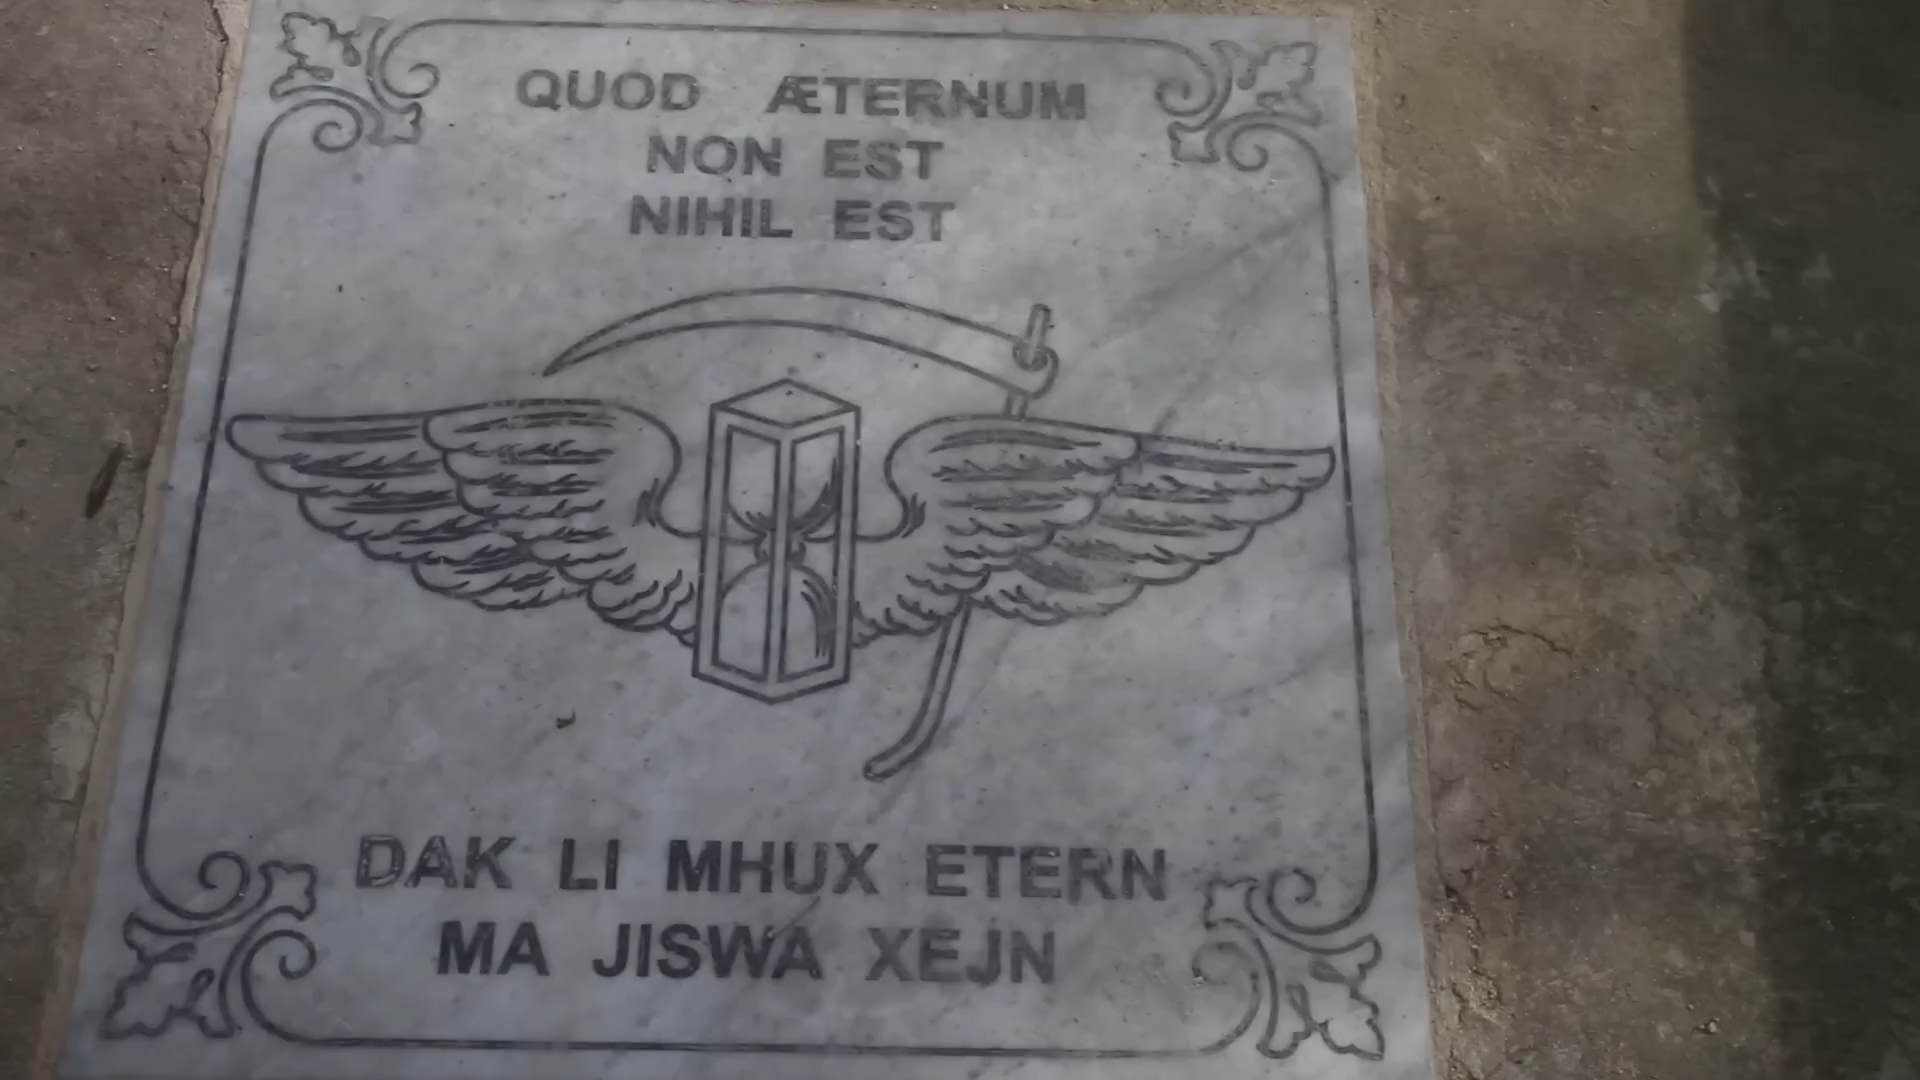 QUOD ÆTERNUM
NON EST
NIHIL EST
DAK LI MHUX ETERN
MA JISWA XEJN